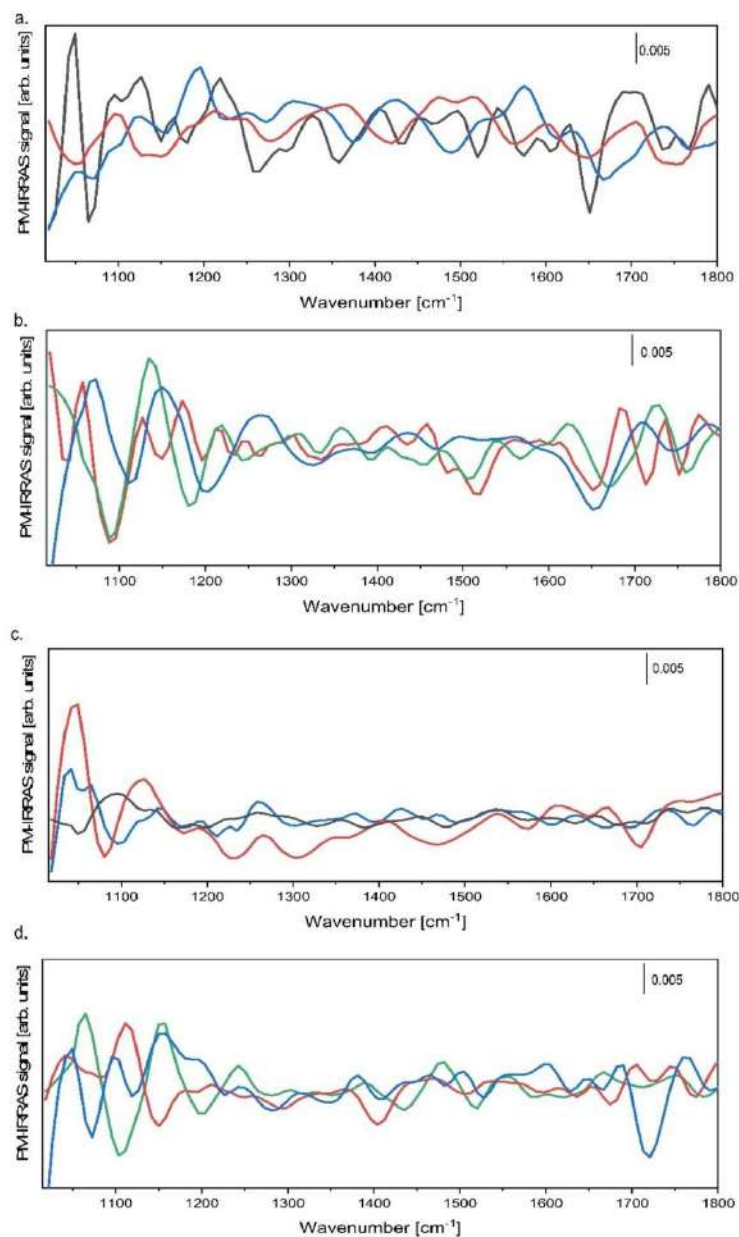 a.
0.005
PM-IRRAS signal [arb. units]
1100 1200 1300 1400 1500 1600 1700 1800
Wavenumber [cm⁻¹]
b.
0.005
PM-IRRAS signal [arb. units]
1100 1200 1300 1400 1500 1600 1700 1800
Wavenumber [cm⁻¹]
c.
0.005
PM-IRRAS signal [arb. units]
1100 1200 1300 1400 1500 1600 1700 1800
Wavenumber [cm⁻¹]
d.
0.005
PM-IRRAS signal [arb. units]
1100 1200 1300 1400 1500 1600 1700 1800
Wavenumber [cm⁻¹]